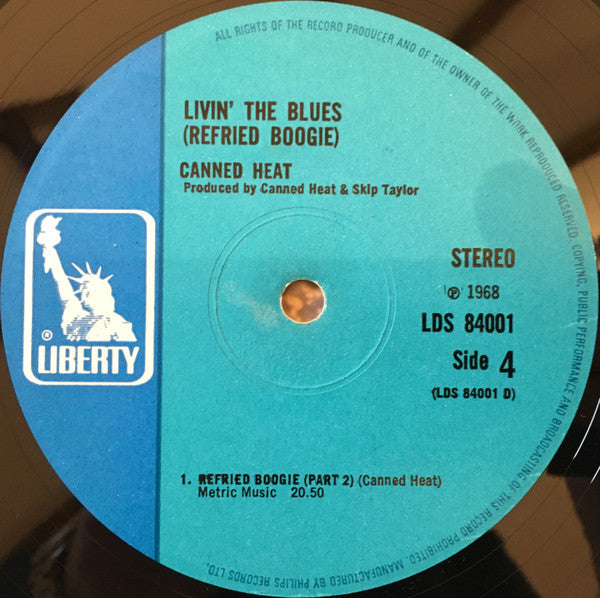 ALL RIGHTS OF THE RECORD PRODUCER AND OF THE OWNER OF THE WORK REPRODUCED RESERVED. COPYING, PUBLIC PERFORMANCE AND BROADCASTING OF THIS RECORD PROHIBITED. MANUFACTURED BY PHILIPS RECORDS LTD.
LIVIN' THE BLUES
(REFRIED BOOGIE)
CANNED HEAT
Produced by Canned Heat & Skip Taylor
STEREO
℗ 1968
LDS 84001
Side 4
(LDS 84001 D)
® LIBERTY
1. REFRIED BOOGIE (PART 2) (Canned Heat)
Metric Music 20.50